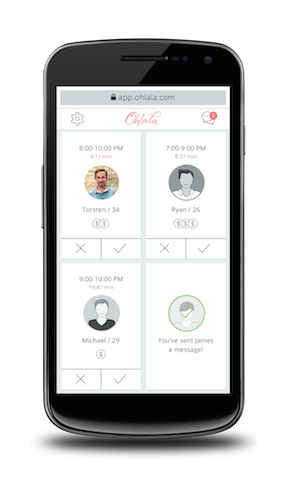 app.ohlala.com
Ohlala
2
8:00-10:00 PM
4:11 min
Torsten / 34
$ $
7:00-9:00 PM
8:37 min
Ryan / 26
$ $ $
9:00-10:00 PM
19:41 min
Michael / 29
$
You've sent James
a message!